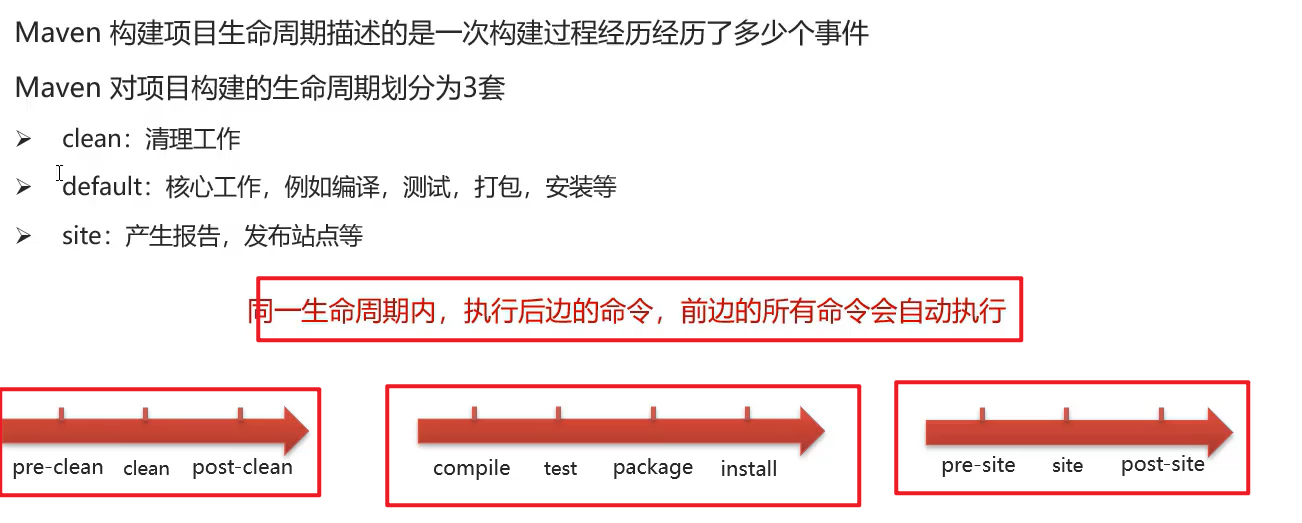 Maven 构建项目生命周期描述的是一次构建过程经历经历了多少个事件
Maven 对项目构建的生命周期划分为3套
➢ clean：清理工作
➢ default：核心工作，例如编译，测试，打包，安装等
➢ site：产生报告，发布站点等
同一生命周期内，执行后边的命令，前边的所有命令会自动执行
pre-clean clean post-clean
compile test package install
pre-site site post-site